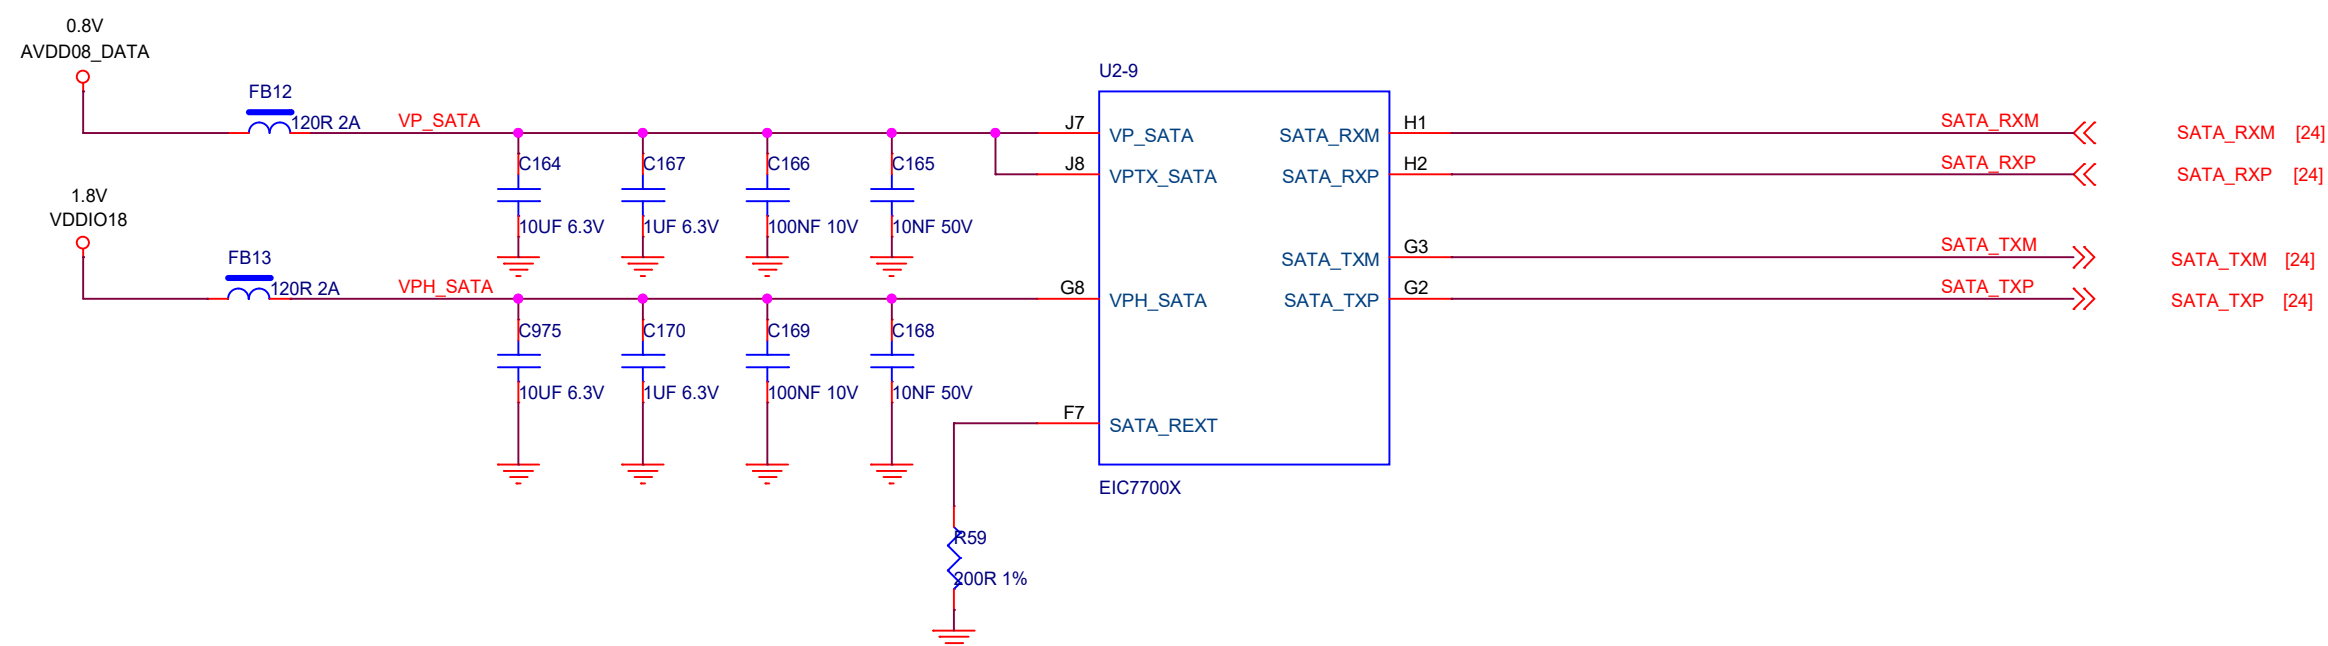 0.8V
AVDD08_DATA
FB12
120R 2A
VP_SATA
C164
10UF 6.3V
C167
1UF 6.3V
C166
100NF 10V
C165
10NF 50V
1.8V
VDDIO18
FB13
120R 2A
VPH_SATA
C975
10UF 6.3V
C170
1UF 6.3V
C169
100NF 10V
C168
10NF 50V
U2-9
J7
VP_SATA
J8
VPTX_SATA
G8
VPH_SATA
F7
SATA_REXT
SATA_RXM
H1
SATA_RXP
H2
SATA_TXM
G3
SATA_TXP
G2
EIC7700X
R59
200R 1%
SATA_RXM
SATA_RXM [24]
SATA_RXP
SATA_RXP [24]
SATA_TXM
SATA_TXM [24]
SATA_TXP
SATA_TXP [24]